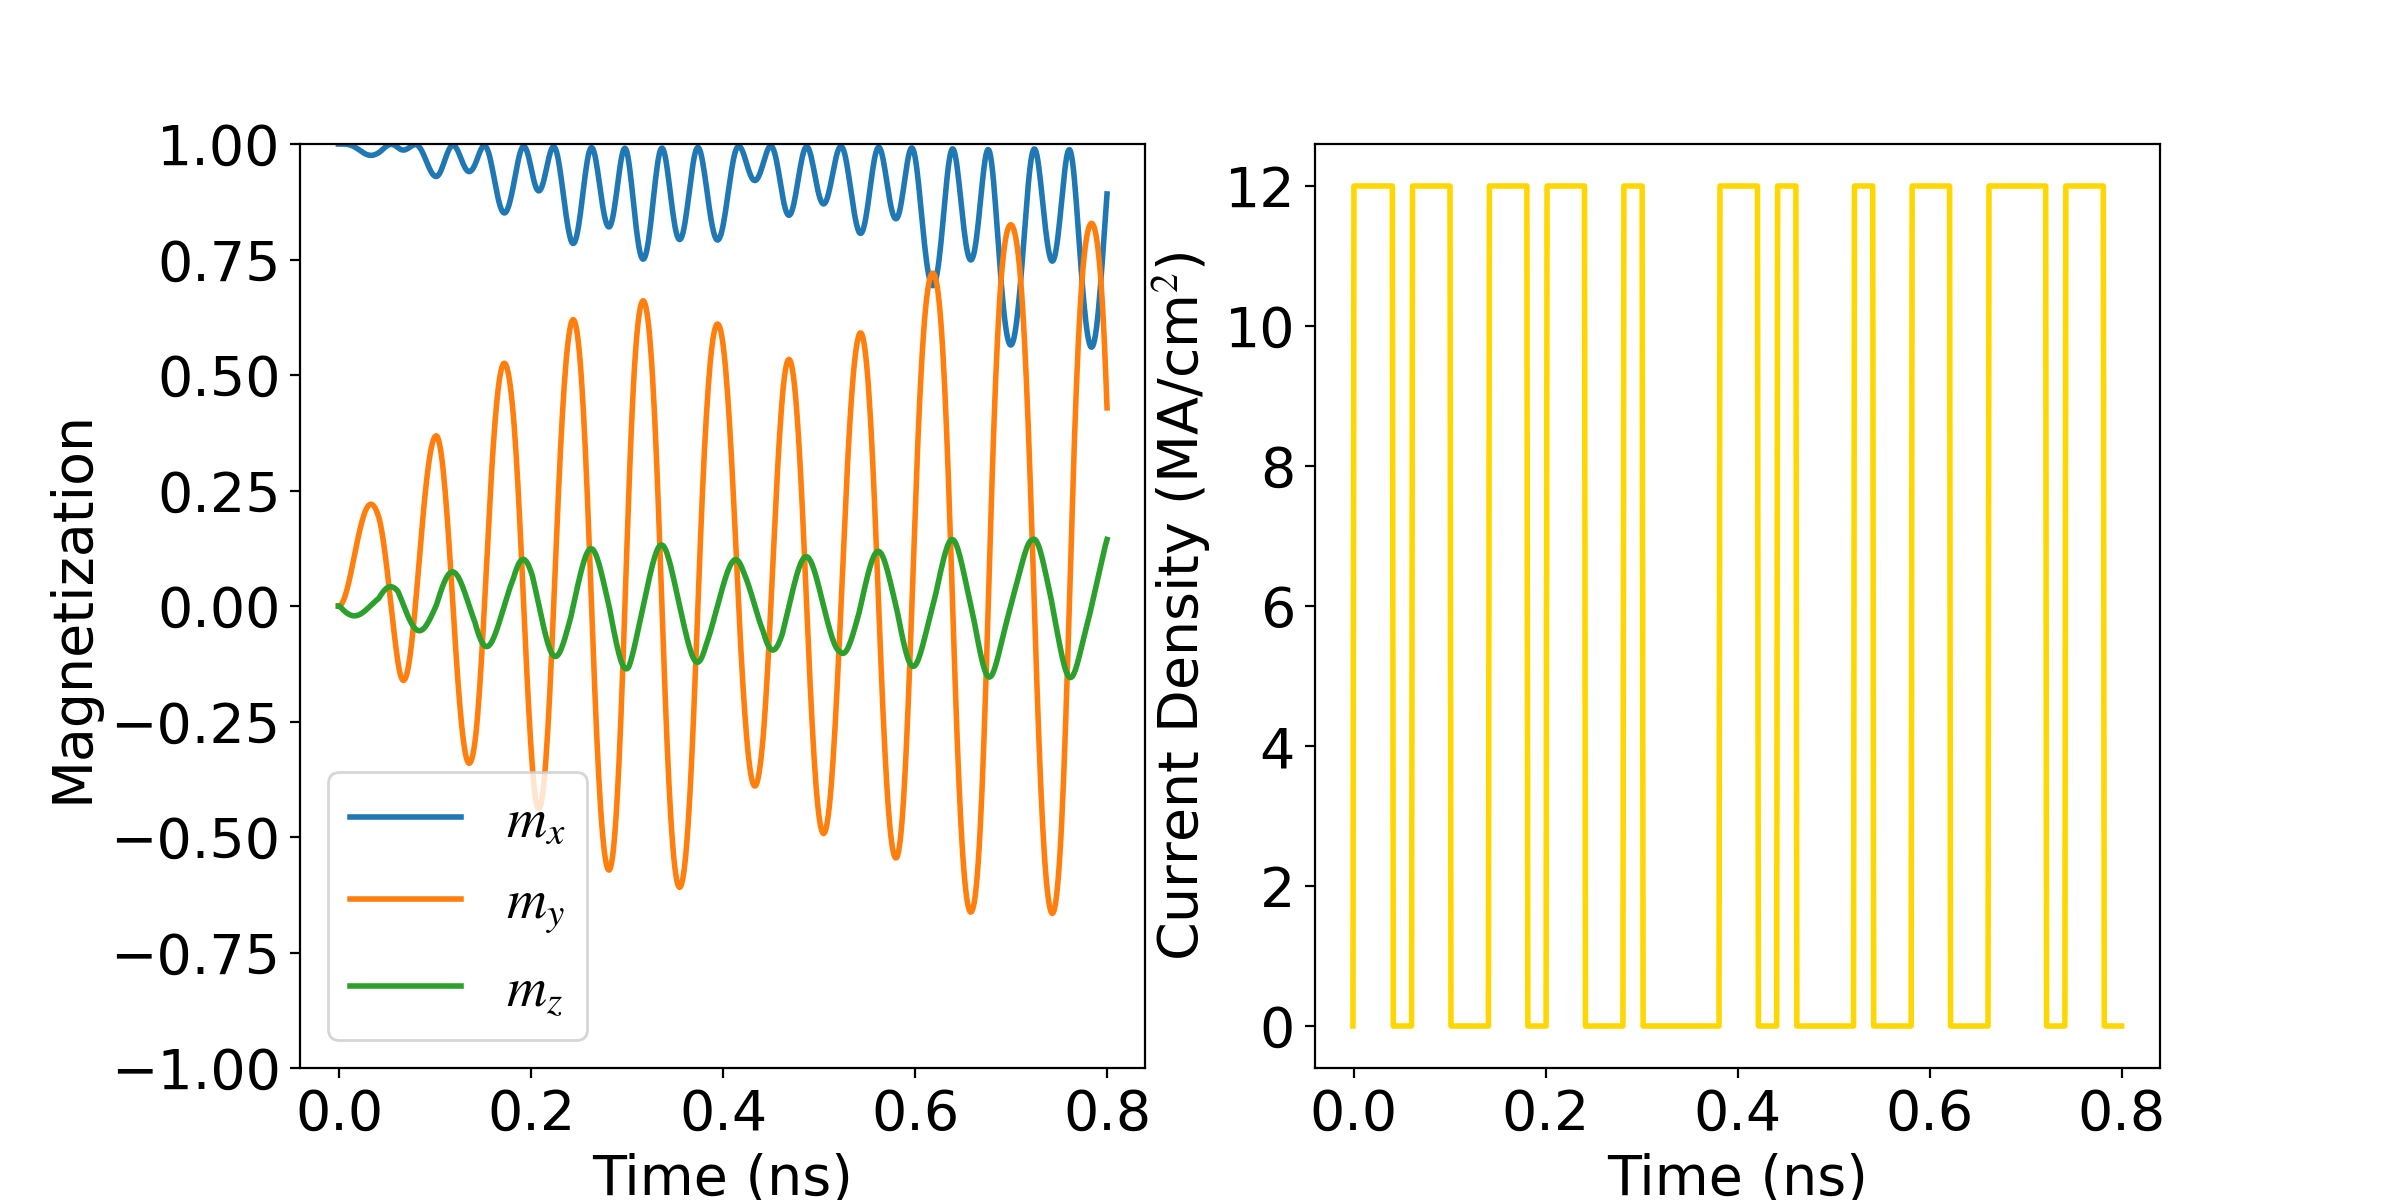 Magnetization
1.00
0.75
0.50
0.25
0.00
−0.25
−0.50
−0.75
−1.00
m_x
m_y
m_z
0.0 0.2 0.4 0.6 0.8
Time (ns)
Current Density (MA/cm²)
12
10
8
6
4
2
0
0.0 0.2 0.4 0.6 0.8
Time (ns)